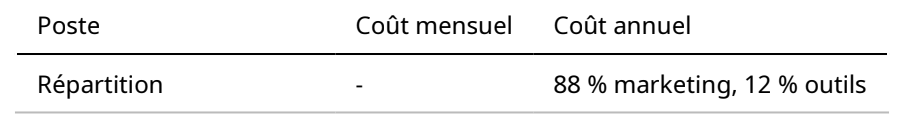 Poste Coût mensuel Coût annuel
Répartition - 88 % marketing, 12 % outils